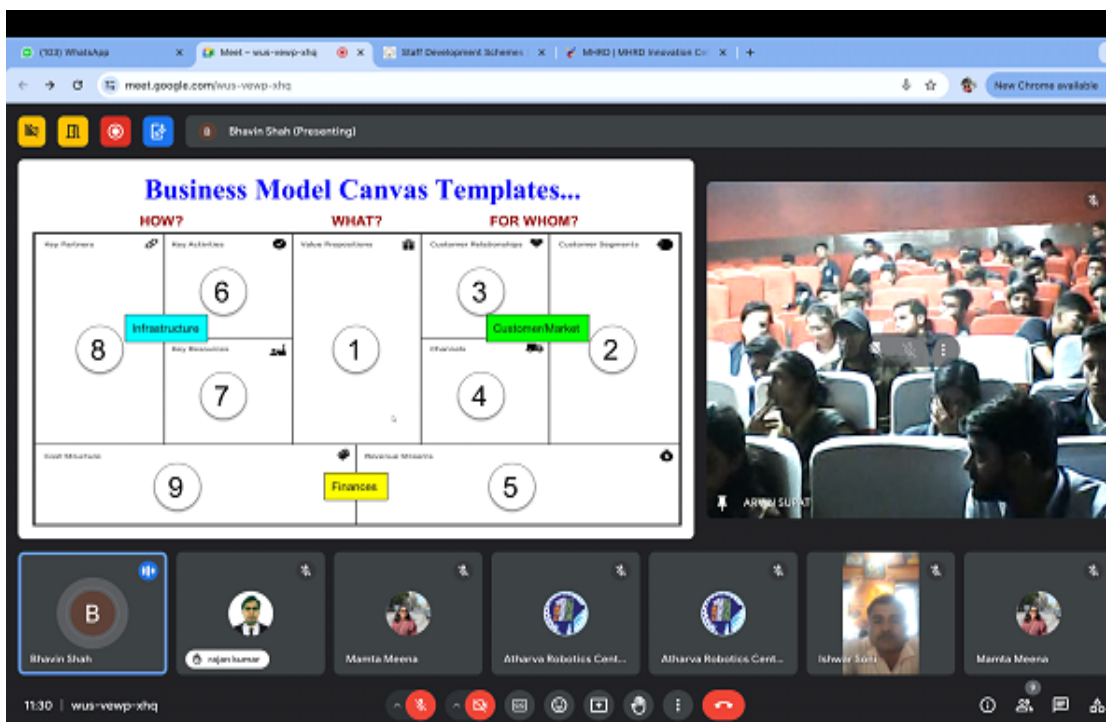 (103) WhatsApp
Meet – wus-vewp-xhq
Staff Development Schemes
MHRD | MHRD Innovation Ce
meet.google.com/wus-vewp-xhq
New Chrome available
B
Bhavin Shah (Presenting)
Business Model Canvas Templates...
HOW? WHAT? FOR WHOM?
Key Partners
Key Activities
Value Propositions
Customer Relationships
Customer Segments
6
3
Infrastructure
Customer/Market
8
1
2
Key Resources
Channels
7
4
Cost Structure
Revenue Streams
9
Finances
5
B
Bhavin Shah
rajan kumar
Mamta Meena
Atharva Robotics Cent...
Atharva Robotics Cent...
Ishwar Soni
Mamta Meena
11:30 | wus-vewp-xhq
9